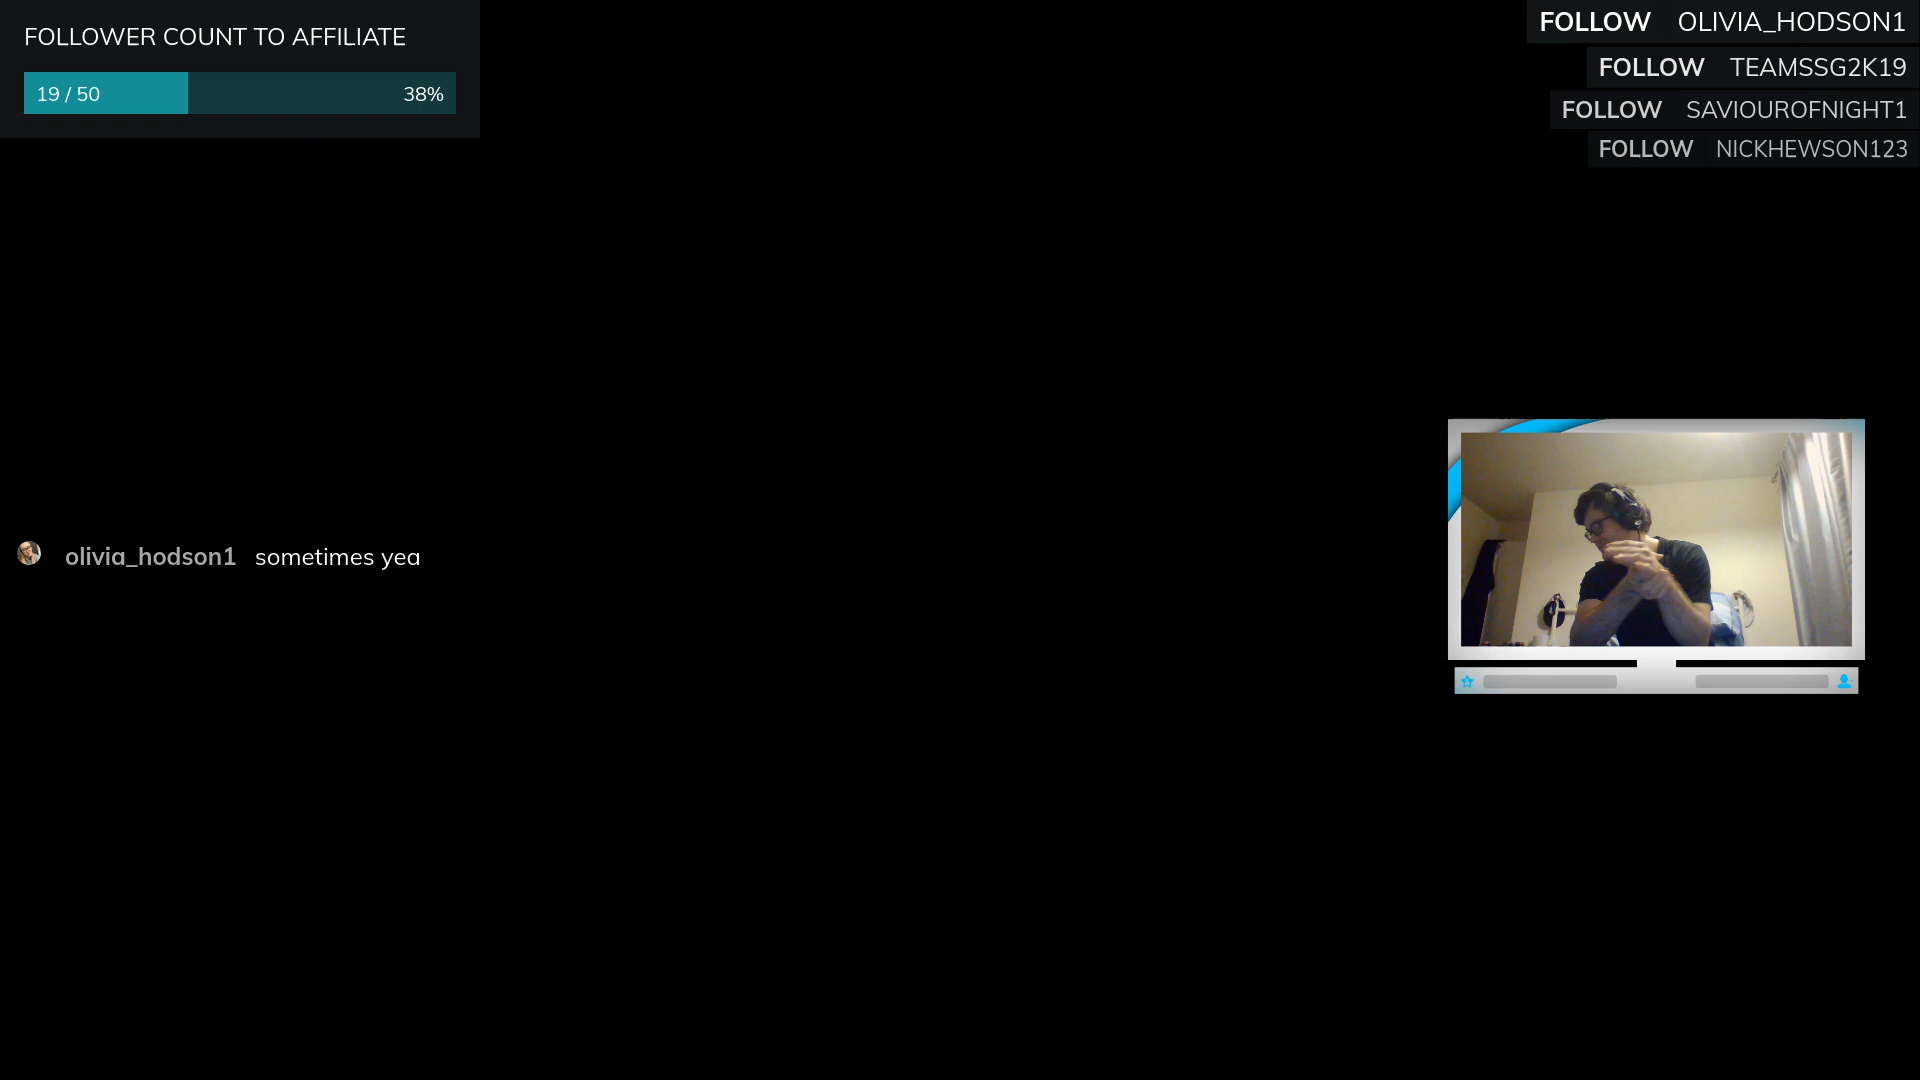 FOLLOWER COUNT TO AFFILIATE
19 / 50 38%
FOLLOW OLIVIA_HODSON1
FOLLOW TEAMSSG2K19
FOLLOW SAVIOUROFNIGHT1
FOLLOW NICKHEWSON123
olivia_hodson1 sometimes yea